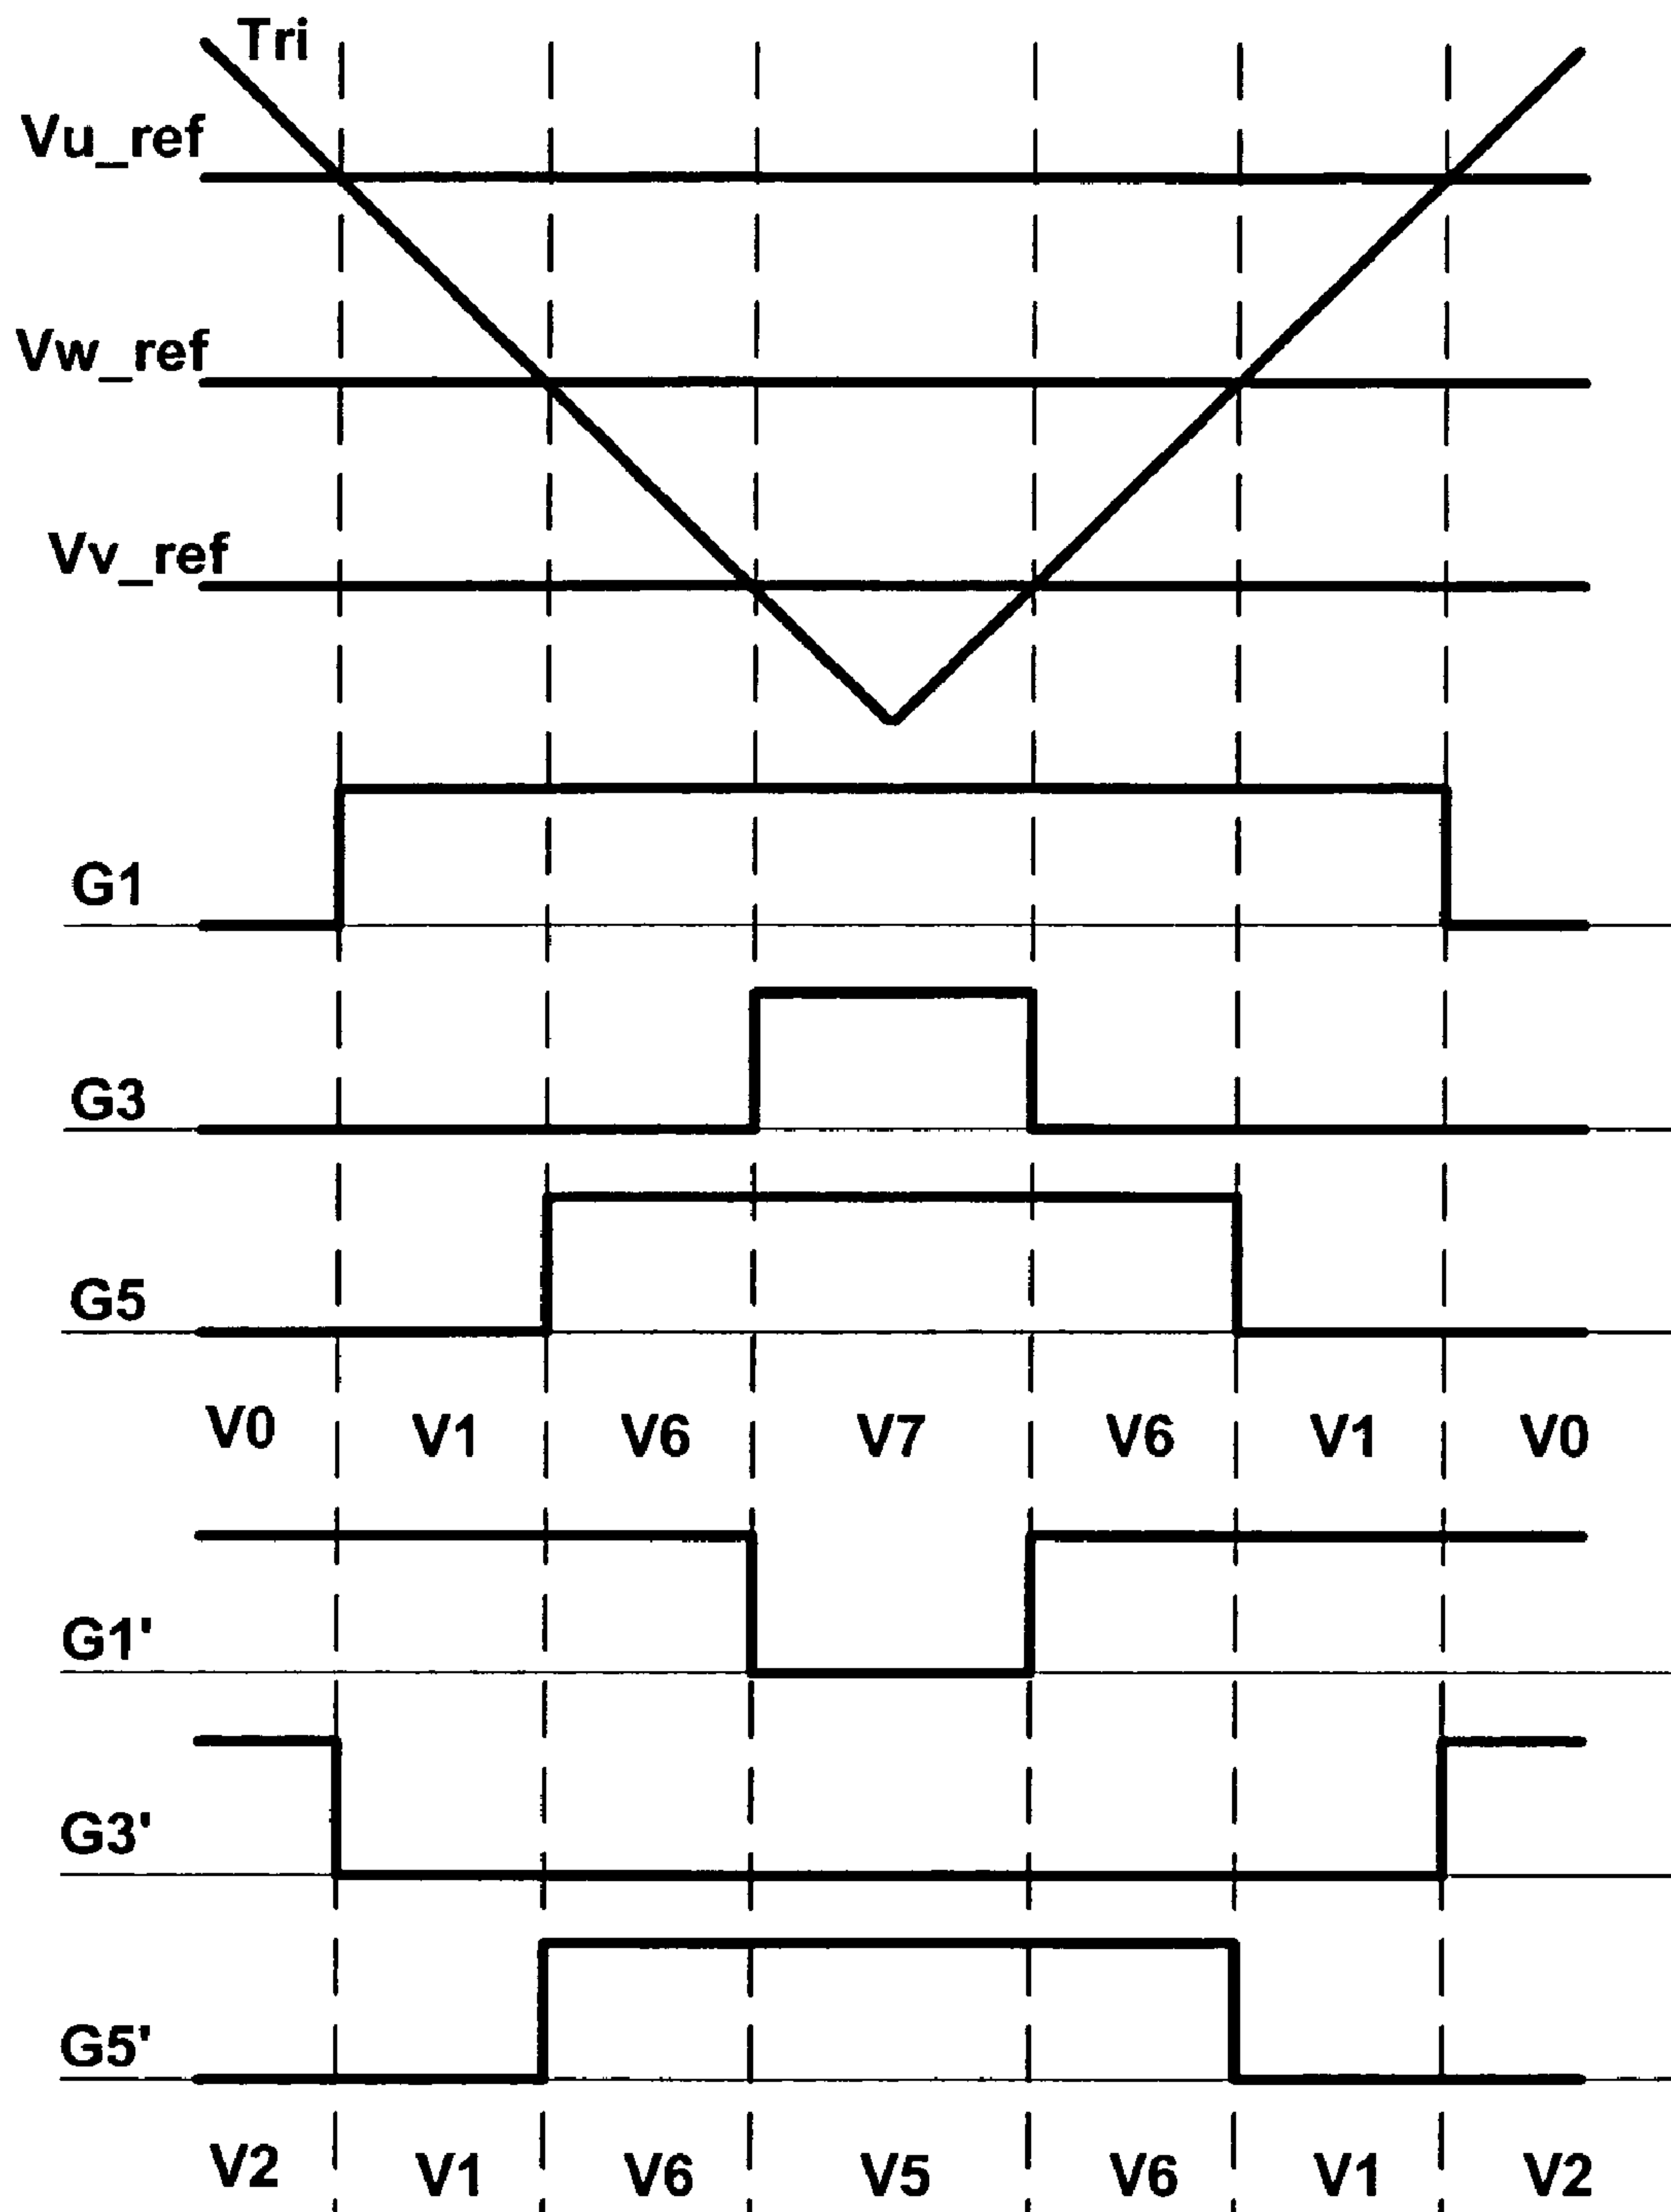 Tri
Vu_ref
Vw_ref
Vv_ref
G1
G3
G5
V0 V1 V6 V7 V6 V1 V0
G1'
G3'
G5'
V2 V1 V6 V5 V6 V1 V2